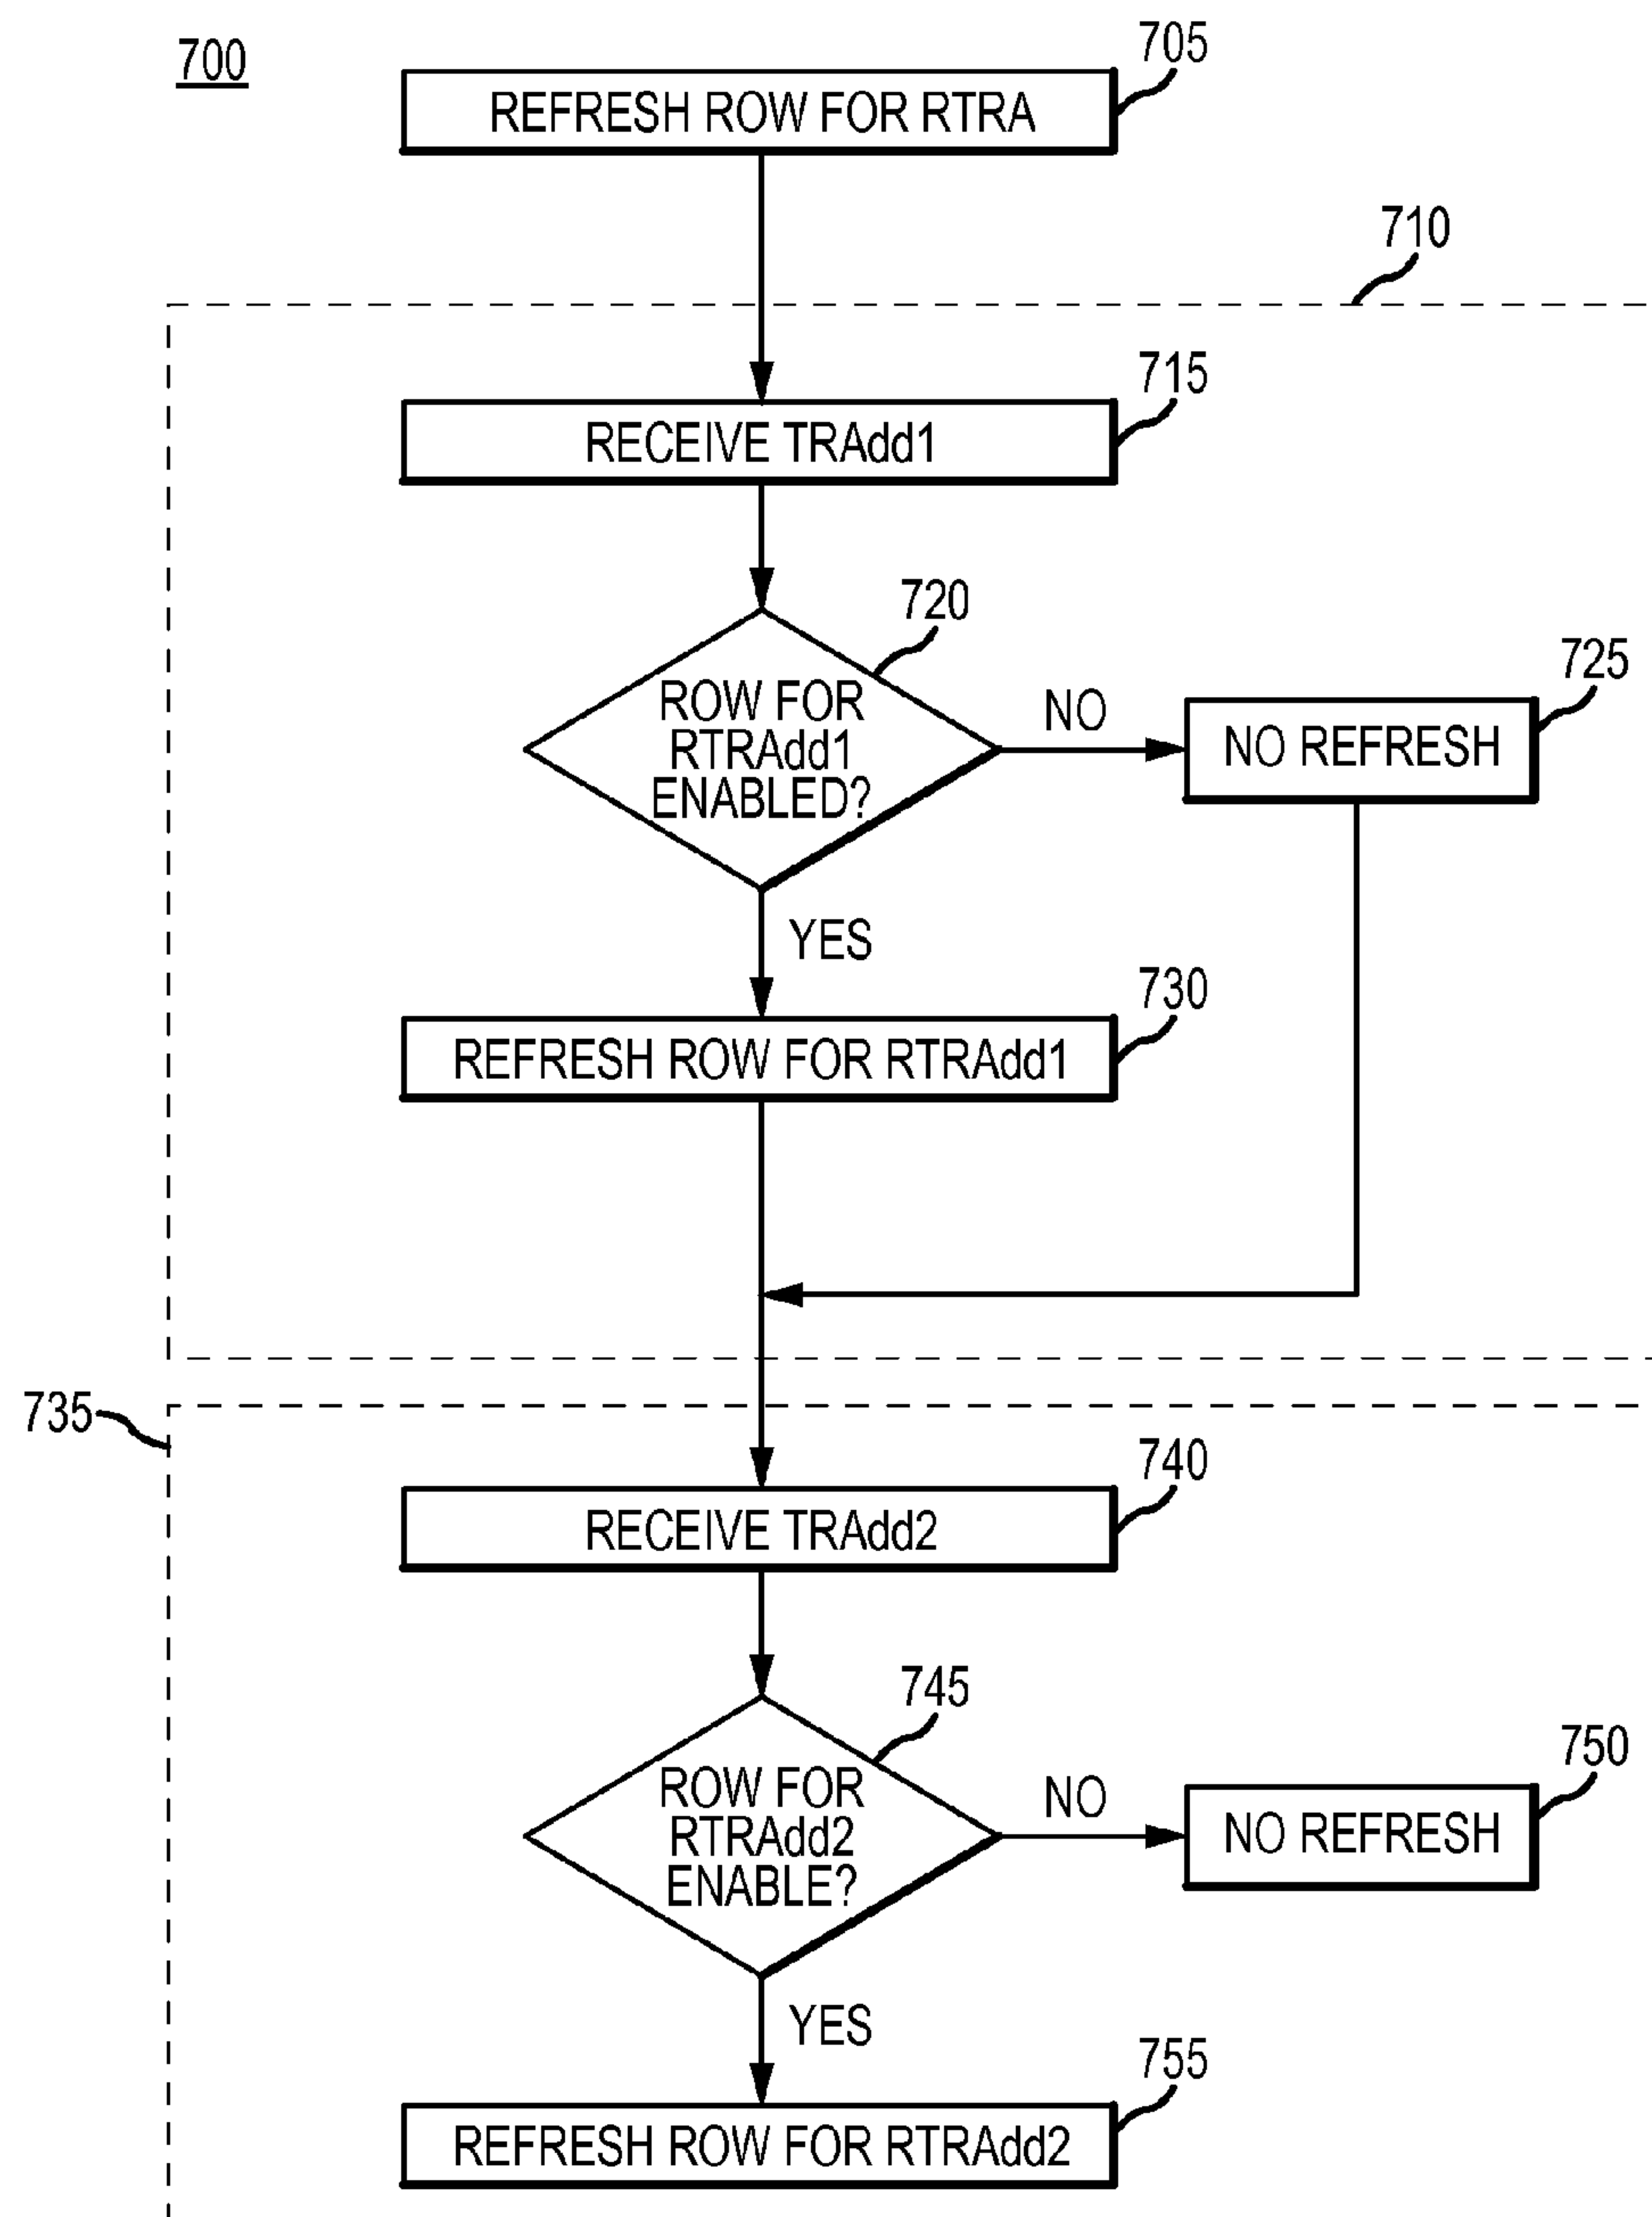 700
705
REFRESH ROW FOR RTRA
710
715
RECEIVE TRAdd1
720
ROW FOR
RTRAdd1
ENABLED?
NO
725
NO REFRESH
YES
730
REFRESH ROW FOR RTRAdd1
735
740
RECEIVE TRAdd2
745
ROW FOR
RTRAdd2
ENABLE?
NO
750
NO REFRESH
YES
755
REFRESH ROW FOR RTRAdd2